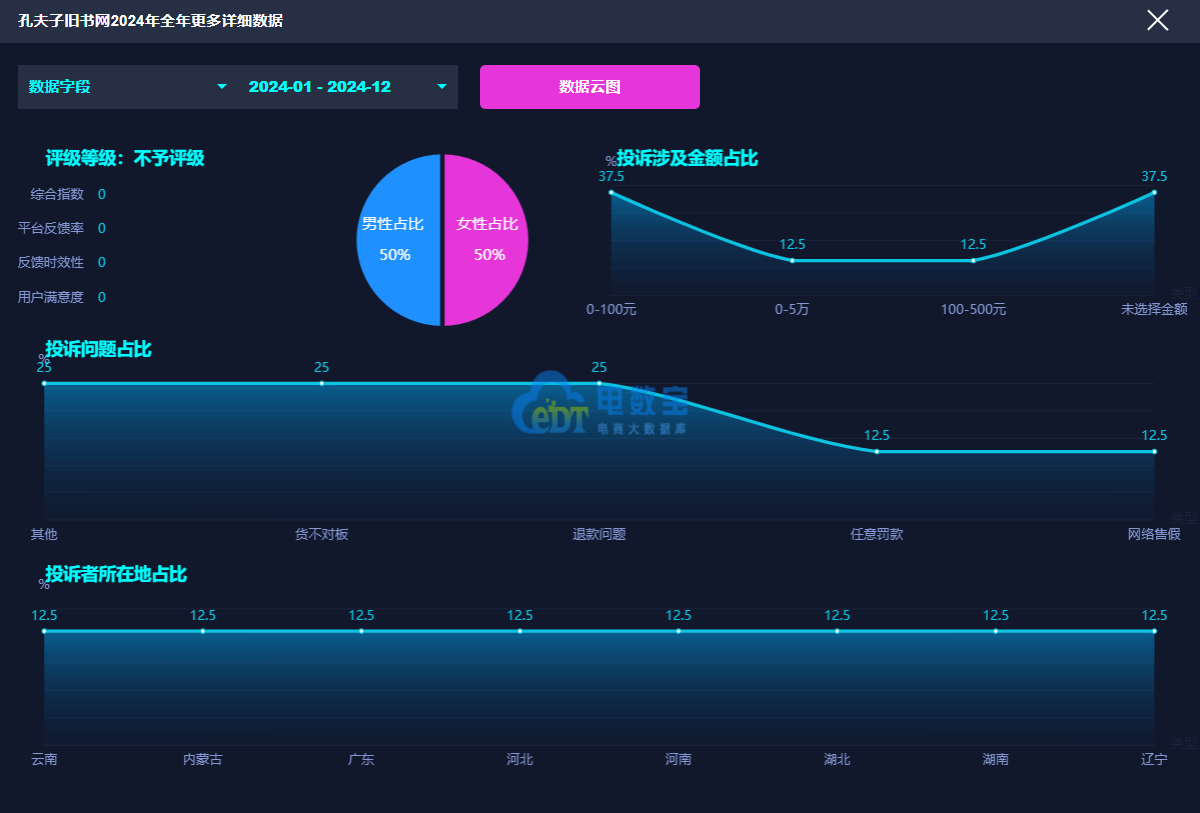 孔夫子旧书网2024年全年更多详细数据
数据字段
2024-01 - 2024-12
数据云图
评级等级：不予评级
综合指数 0
平台反馈率 0
反馈时效性 0
用户满意度 0
男性占比
50%
女性占比
50%
%
投诉涉及金额占比
37.5
12.5
12.5
37.5
类型
0-100元
0-5万
100-500元
未选择金额
投诉问题占比
%
25
25
25
12.5
12.5
eDT
电数宝
电商大数据库
类型
其他
货不对板
退款问题
任意罚款
网络售假
投诉者所在地占比
%
12.5
12.5
12.5
12.5
12.5
12.5
12.5
12.5
类型
云南
内蒙古
广东
河北
河南
湖北
湖南
辽宁